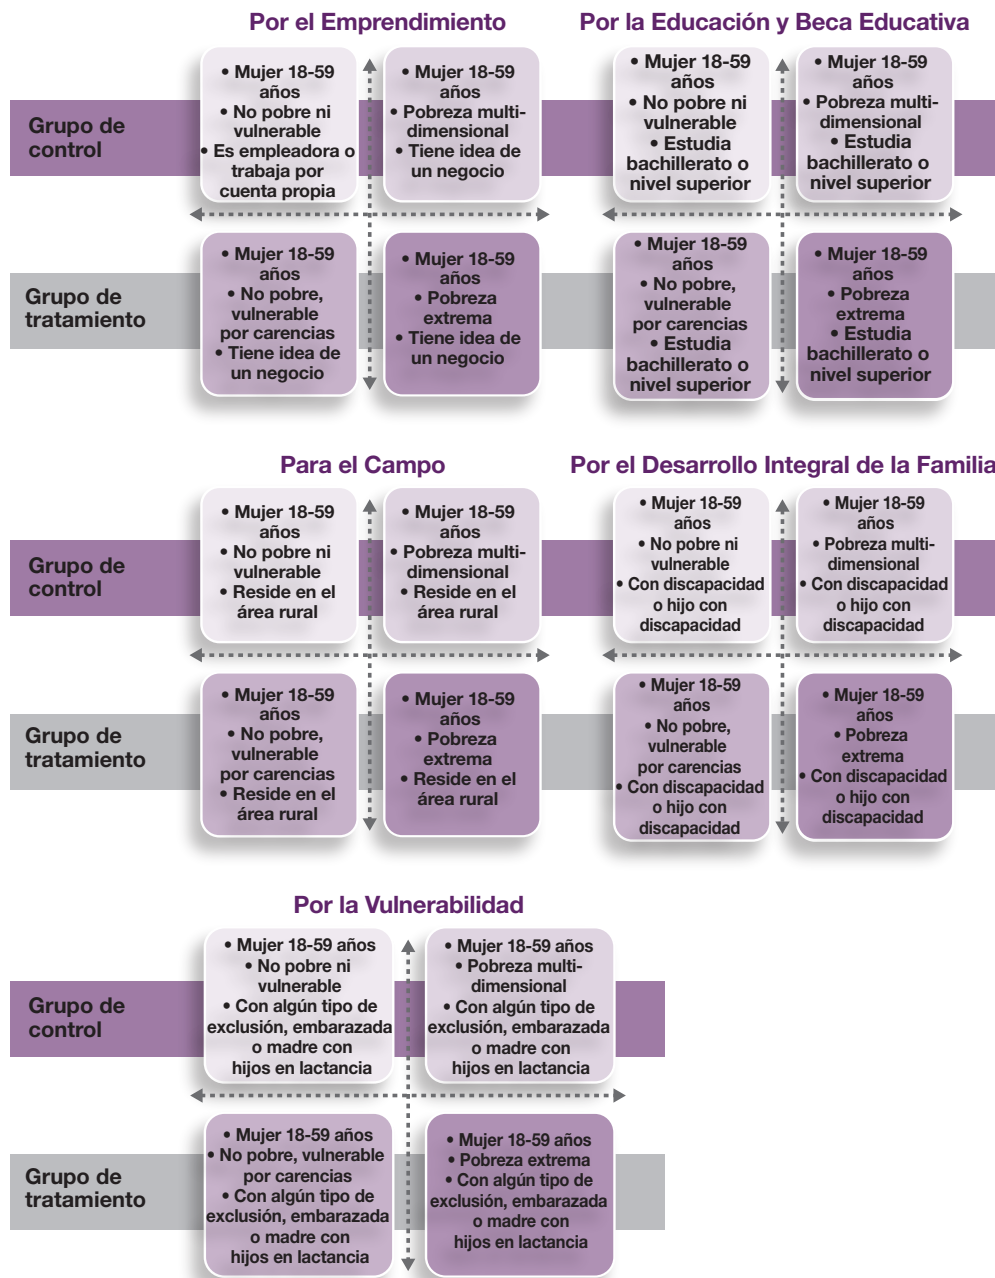 Por el Emprendimiento
Grupo de
control
• Mujer 18-59
años
• No pobre ni
vulnerable
• Es empleadora o
trabaja por
cuenta propia
• Mujer 18-59
años
• Pobreza multi-
dimensional
• Tiene idea de
un negocio
Grupo de
tratamiento
• Mujer 18-59
años
• No pobre,
vulnerable
por carencias
• Tiene idea de
un negocio
• Mujer 18-59
años
• Pobreza
extrema
• Tiene idea de
un negocio
Por la Educación y Beca Educativa
• Mujer 18-59
años
• No pobre ni
vulnerable
• Estudia
bachillerato o
nivel superior
• Mujer 18-59
años
• Pobreza multi-
dimensional
• Estudia
bachillerato o
nivel superior
• Mujer 18-59
años
• No pobre,
vulnerable
por carencias
• Estudia
bachillerato o
nivel superior
• Mujer 18-59
años
• Pobreza
extrema
• Estudia
bachillerato o
nivel superior
Para el Campo
Grupo de
control
• Mujer 18-59
años
• No pobre ni
vulnerable
• Reside en el
área rural
• Mujer 18-59
años
• Pobreza multi-
dimensional
• Reside en el
área rural
Grupo de
tratamiento
• Mujer 18-59
años
• No pobre,
vulnerable
por carencias
• Reside en el
área rural
• Mujer 18-59
años
• Pobreza
extrema
• Reside en el
área rural
Por el Desarrollo Integral de la Familia
• Mujer 18-59
años
• No pobre ni
vulnerable
• Con discapacidad
o hijo con
discapacidad
• Mujer 18-59
años
• Pobreza multi-
dimensional
• Con discapacidad
o hijo con
discapacidad
• Mujer 18-59
años
• No pobre,
vulnerable
por carencias
• Con discapacidad
o hijo con
discapacidad
• Mujer 18-59
años
• Pobreza
extrema
• Con discapacidad
o hijo con
discapacidad
Por la Vulnerabilidad
Grupo de
control
• Mujer 18-59 años
• No pobre ni
vulnerable
• Con algún tipo de
exclusión, embarazada
o madre con
hijos en lactancia
• Mujer 18-59 años
• Pobreza multi-
dimensional
• Con algún tipo de
exclusión, embarazada
o madre con
hijos en lactancia
Grupo de
tratamiento
• Mujer 18-59 años
• No pobre, vulnerable
por carencias
• Con algún tipo de
exclusión, embarazada
o madre con
hijos en lactancia
• Mujer 18-59 años
• Pobreza extrema
• Con algún tipo de
exclusión, embarazada
o madre con
hijos en lactancia